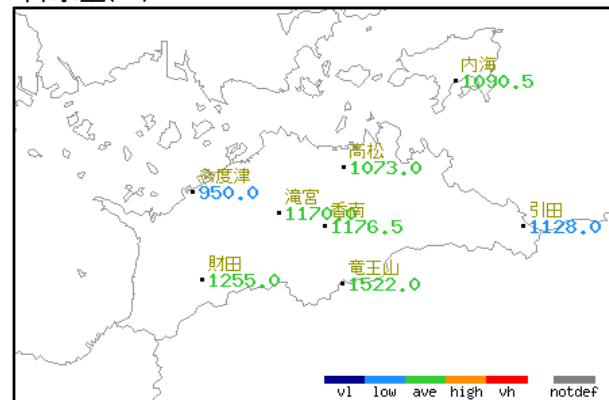 内海
1090.5
高松
1073.0
多度津
950.0
滝宮
1170.0
香南
1176.5
引田
1128.0
財田
1255.0
竜王山
1522.0
vl low ave high vh notdef